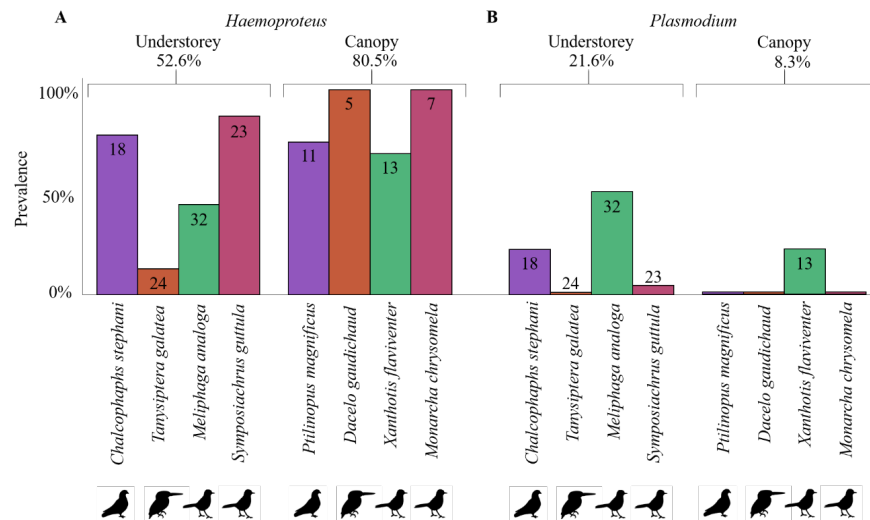 A
Haemoproteus
B
Plasmodium
Understorey
52.6%
Canopy
80.5%
Understorey
21.6%
Canopy
8.3%
Prevalence
100%
50%
0%
18
24
32
23
11
5
13
7
18
24
32
23
13
Chalcophaphs stephani
Tanysiptera galatea
Meliphaga analoga
Symposiachrus guttula
Ptilinopus magnificus
Dacelo gaudichaud
Xanthotis flaviventer
Monarcha chrysomela
Chalcophaphs stephani
Tanysiptera galatea
Meliphaga analoga
Symposiachrus guttula
Ptilinopus magnificus
Dacelo gaudichaud
Xanthotis flaviventer
Monarcha chrysomela